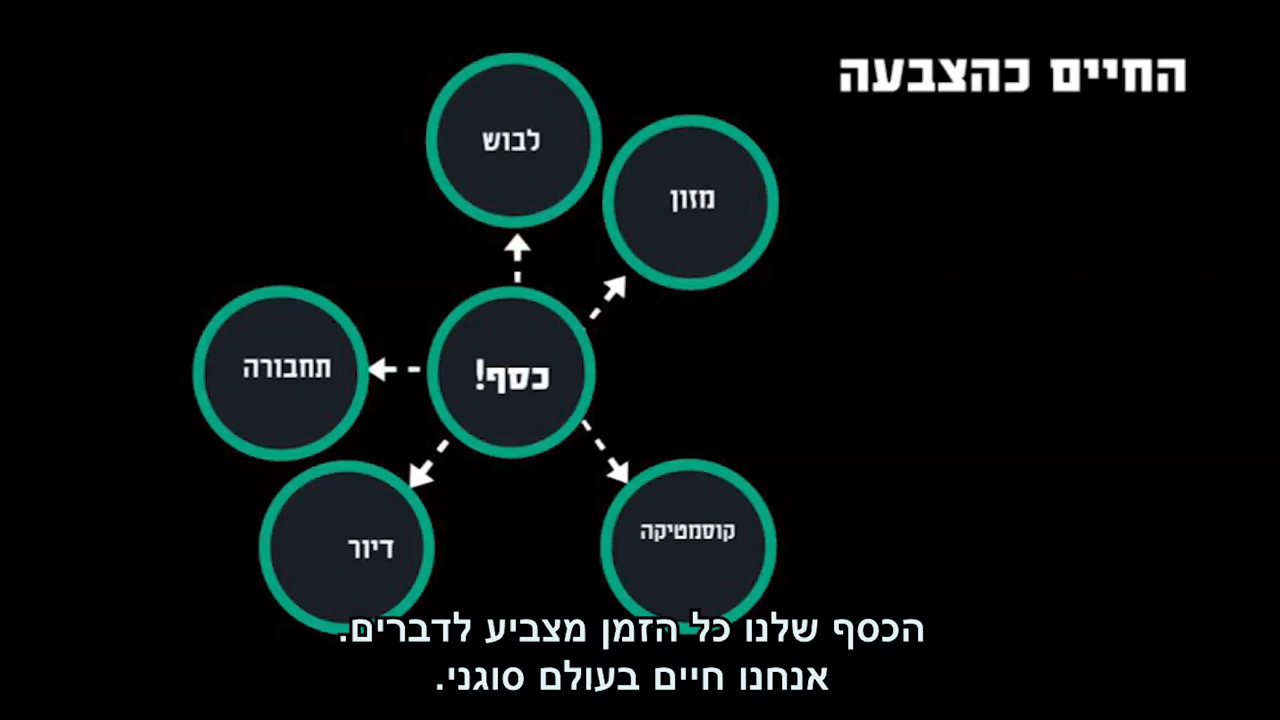 החיים כהצבעה
לבוש
מזון
תחבורה
כסף!
דיור
קוסמטיקה
הכסף שלנו כל הזמן מצביע לדברים.
אנחנו חיים בעולם סוגני.